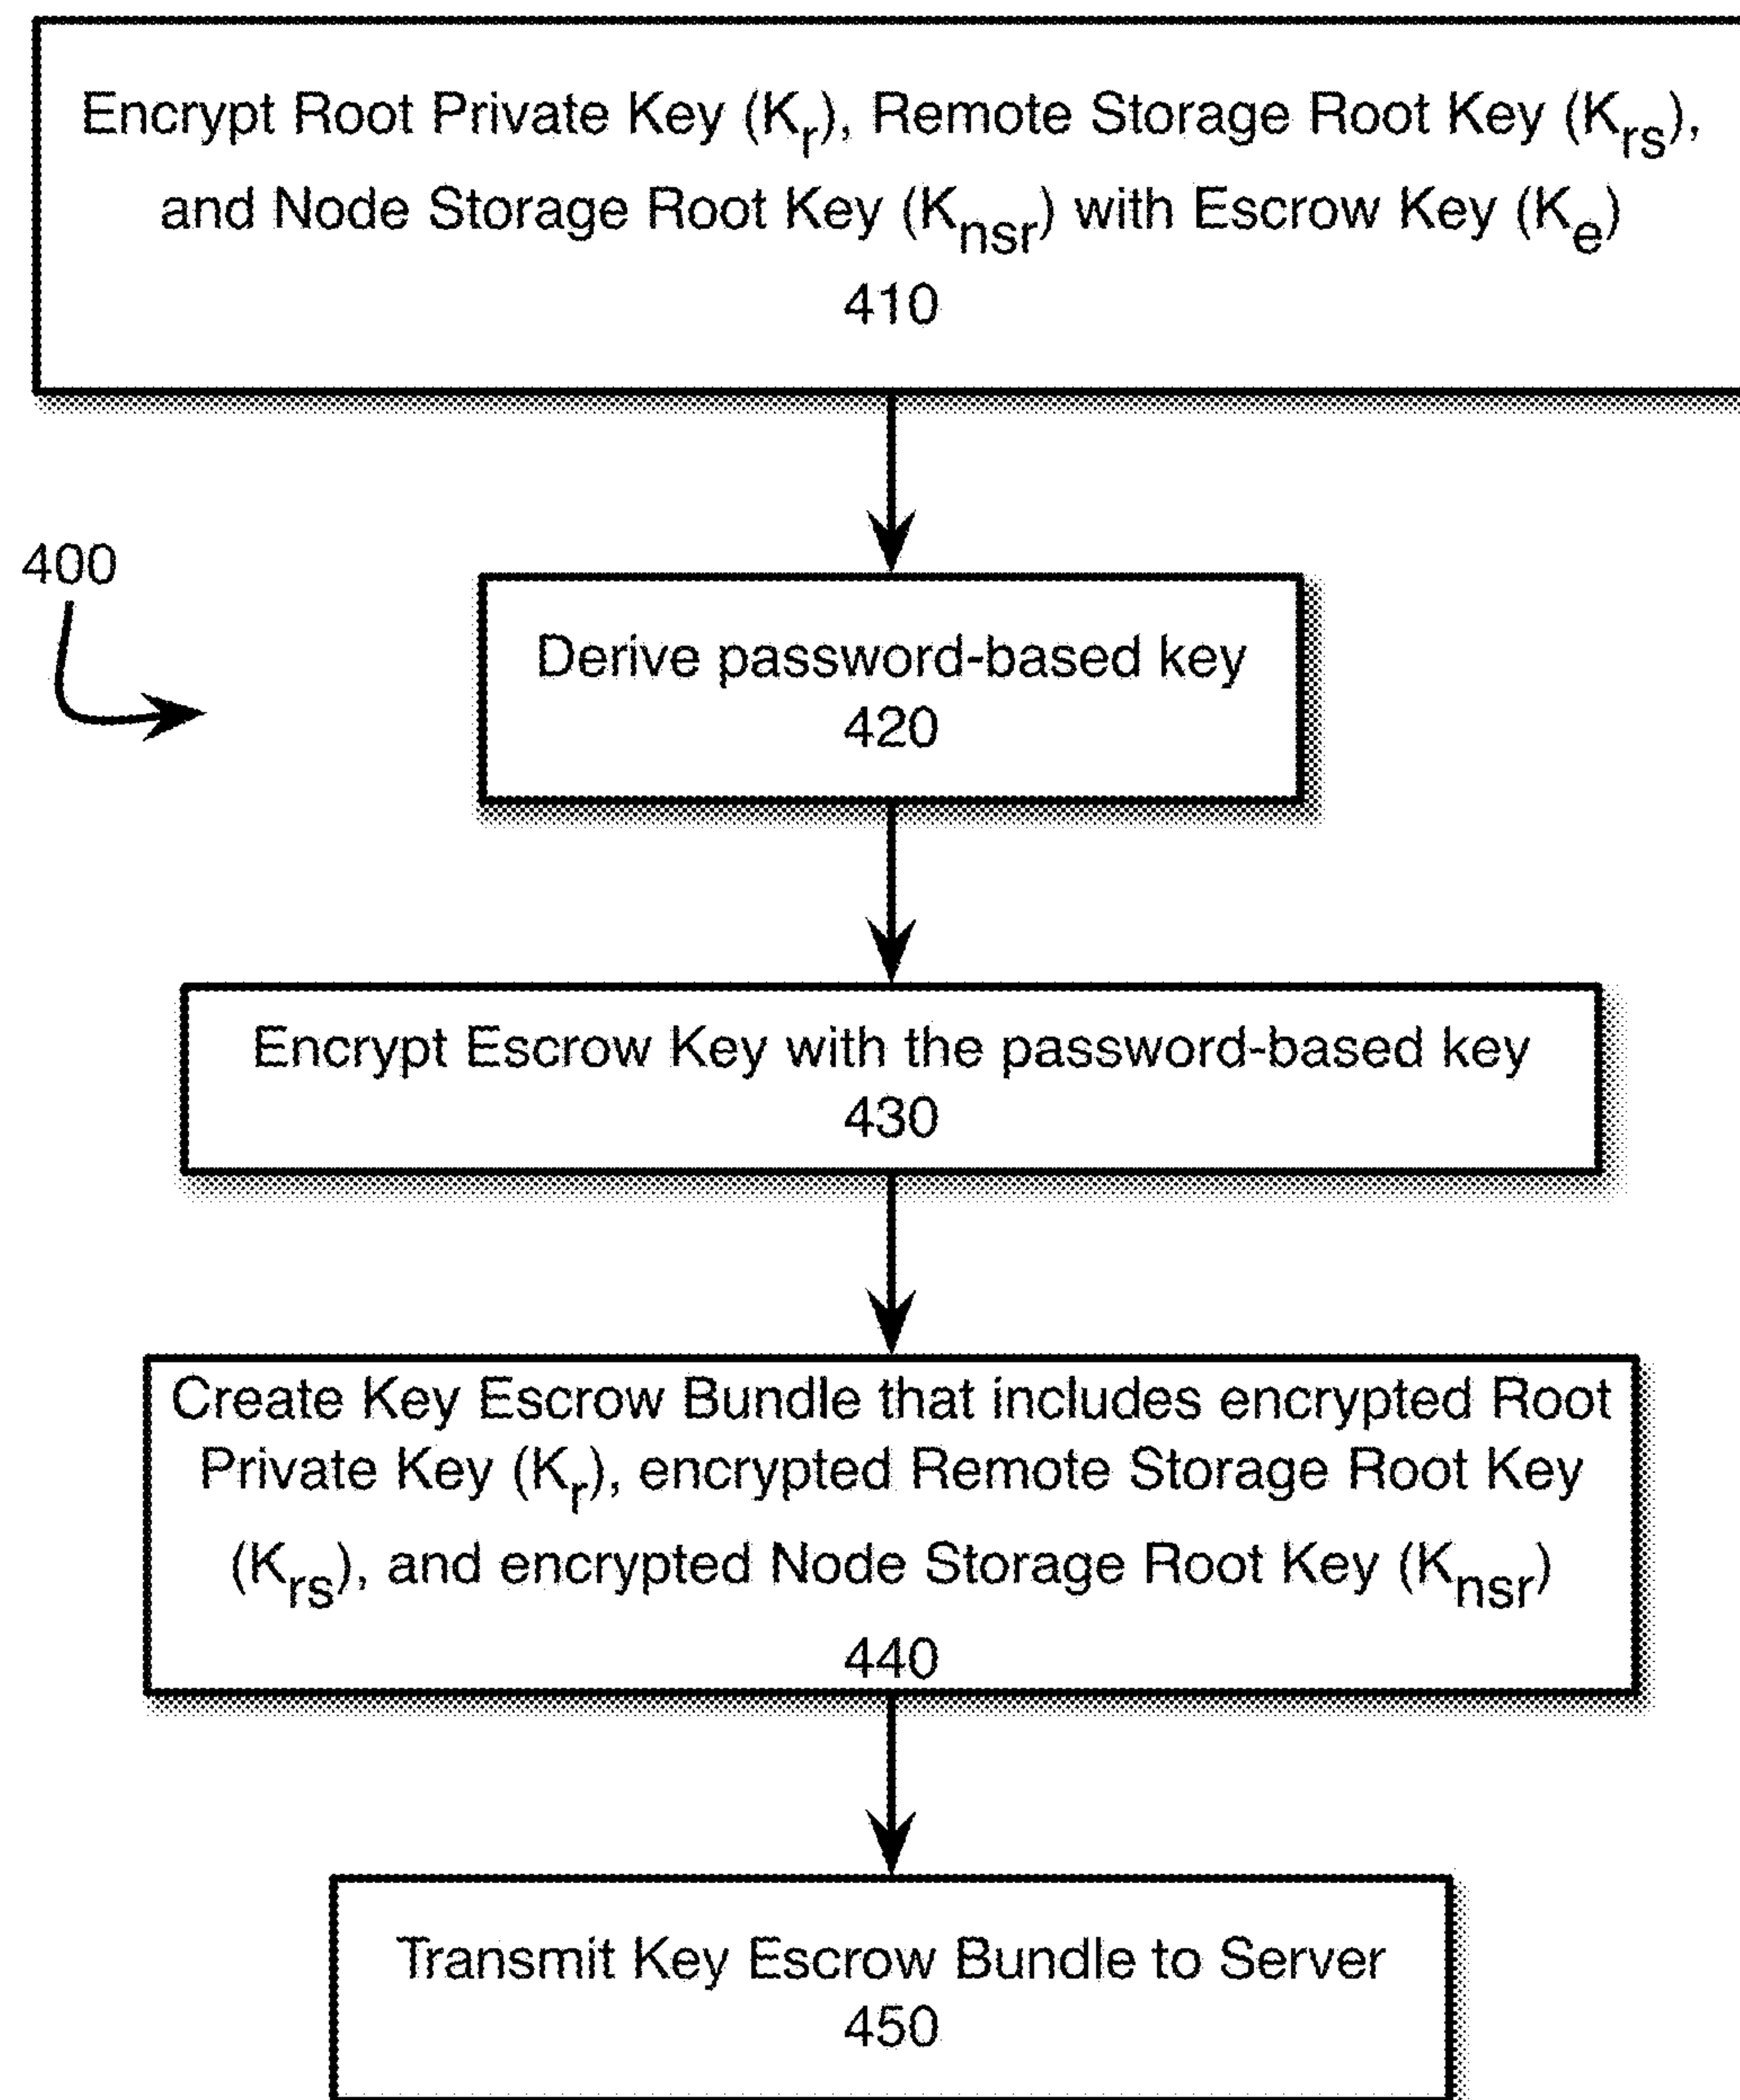 Encrypt Root Private Key (Kr), Remote Storage Root Key (Krs),
and Node Storage Root Key (Knsr) with Escrow Key (Ke)
410
400
Derive password-based key
420
Encrypt Escrow Key with the password-based key
430
Create Key Escrow Bundle that includes encrypted Root
Private Key (Kr), encrypted Remote Storage Root Key
(Krs), and encrypted Node Storage Root Key (Knsr)
440
Transmit Key Escrow Bundle to Server
450